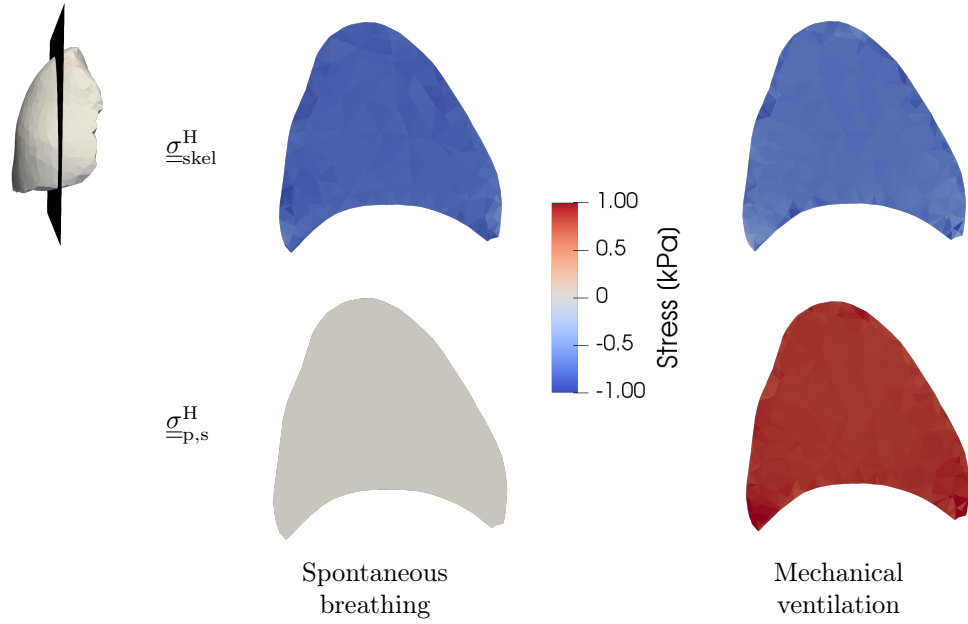 σ^H_skel
1.00
0.5
0
-0.5
-1.00
Stress (kPa)
σ^H_p,s
Spontaneous
breathing
Mechanical
ventilation